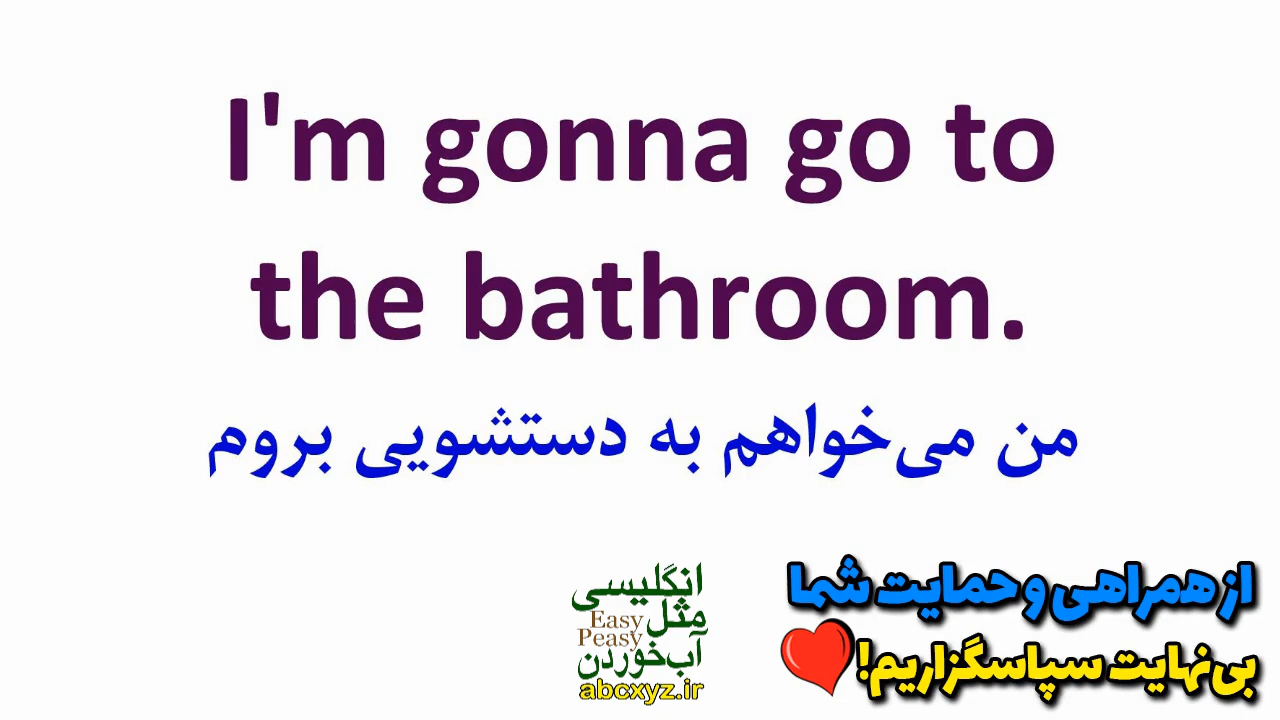 I'm gonna go to
the bathroom.
من می‌خواهم به دستشویی بروم
انگلیسی
مثل
Easy
Peasy
آب‌خوردن
abcxyz.ir
از همراهی و حمایت شما
بی‌نهایت سپاسگزاریم!